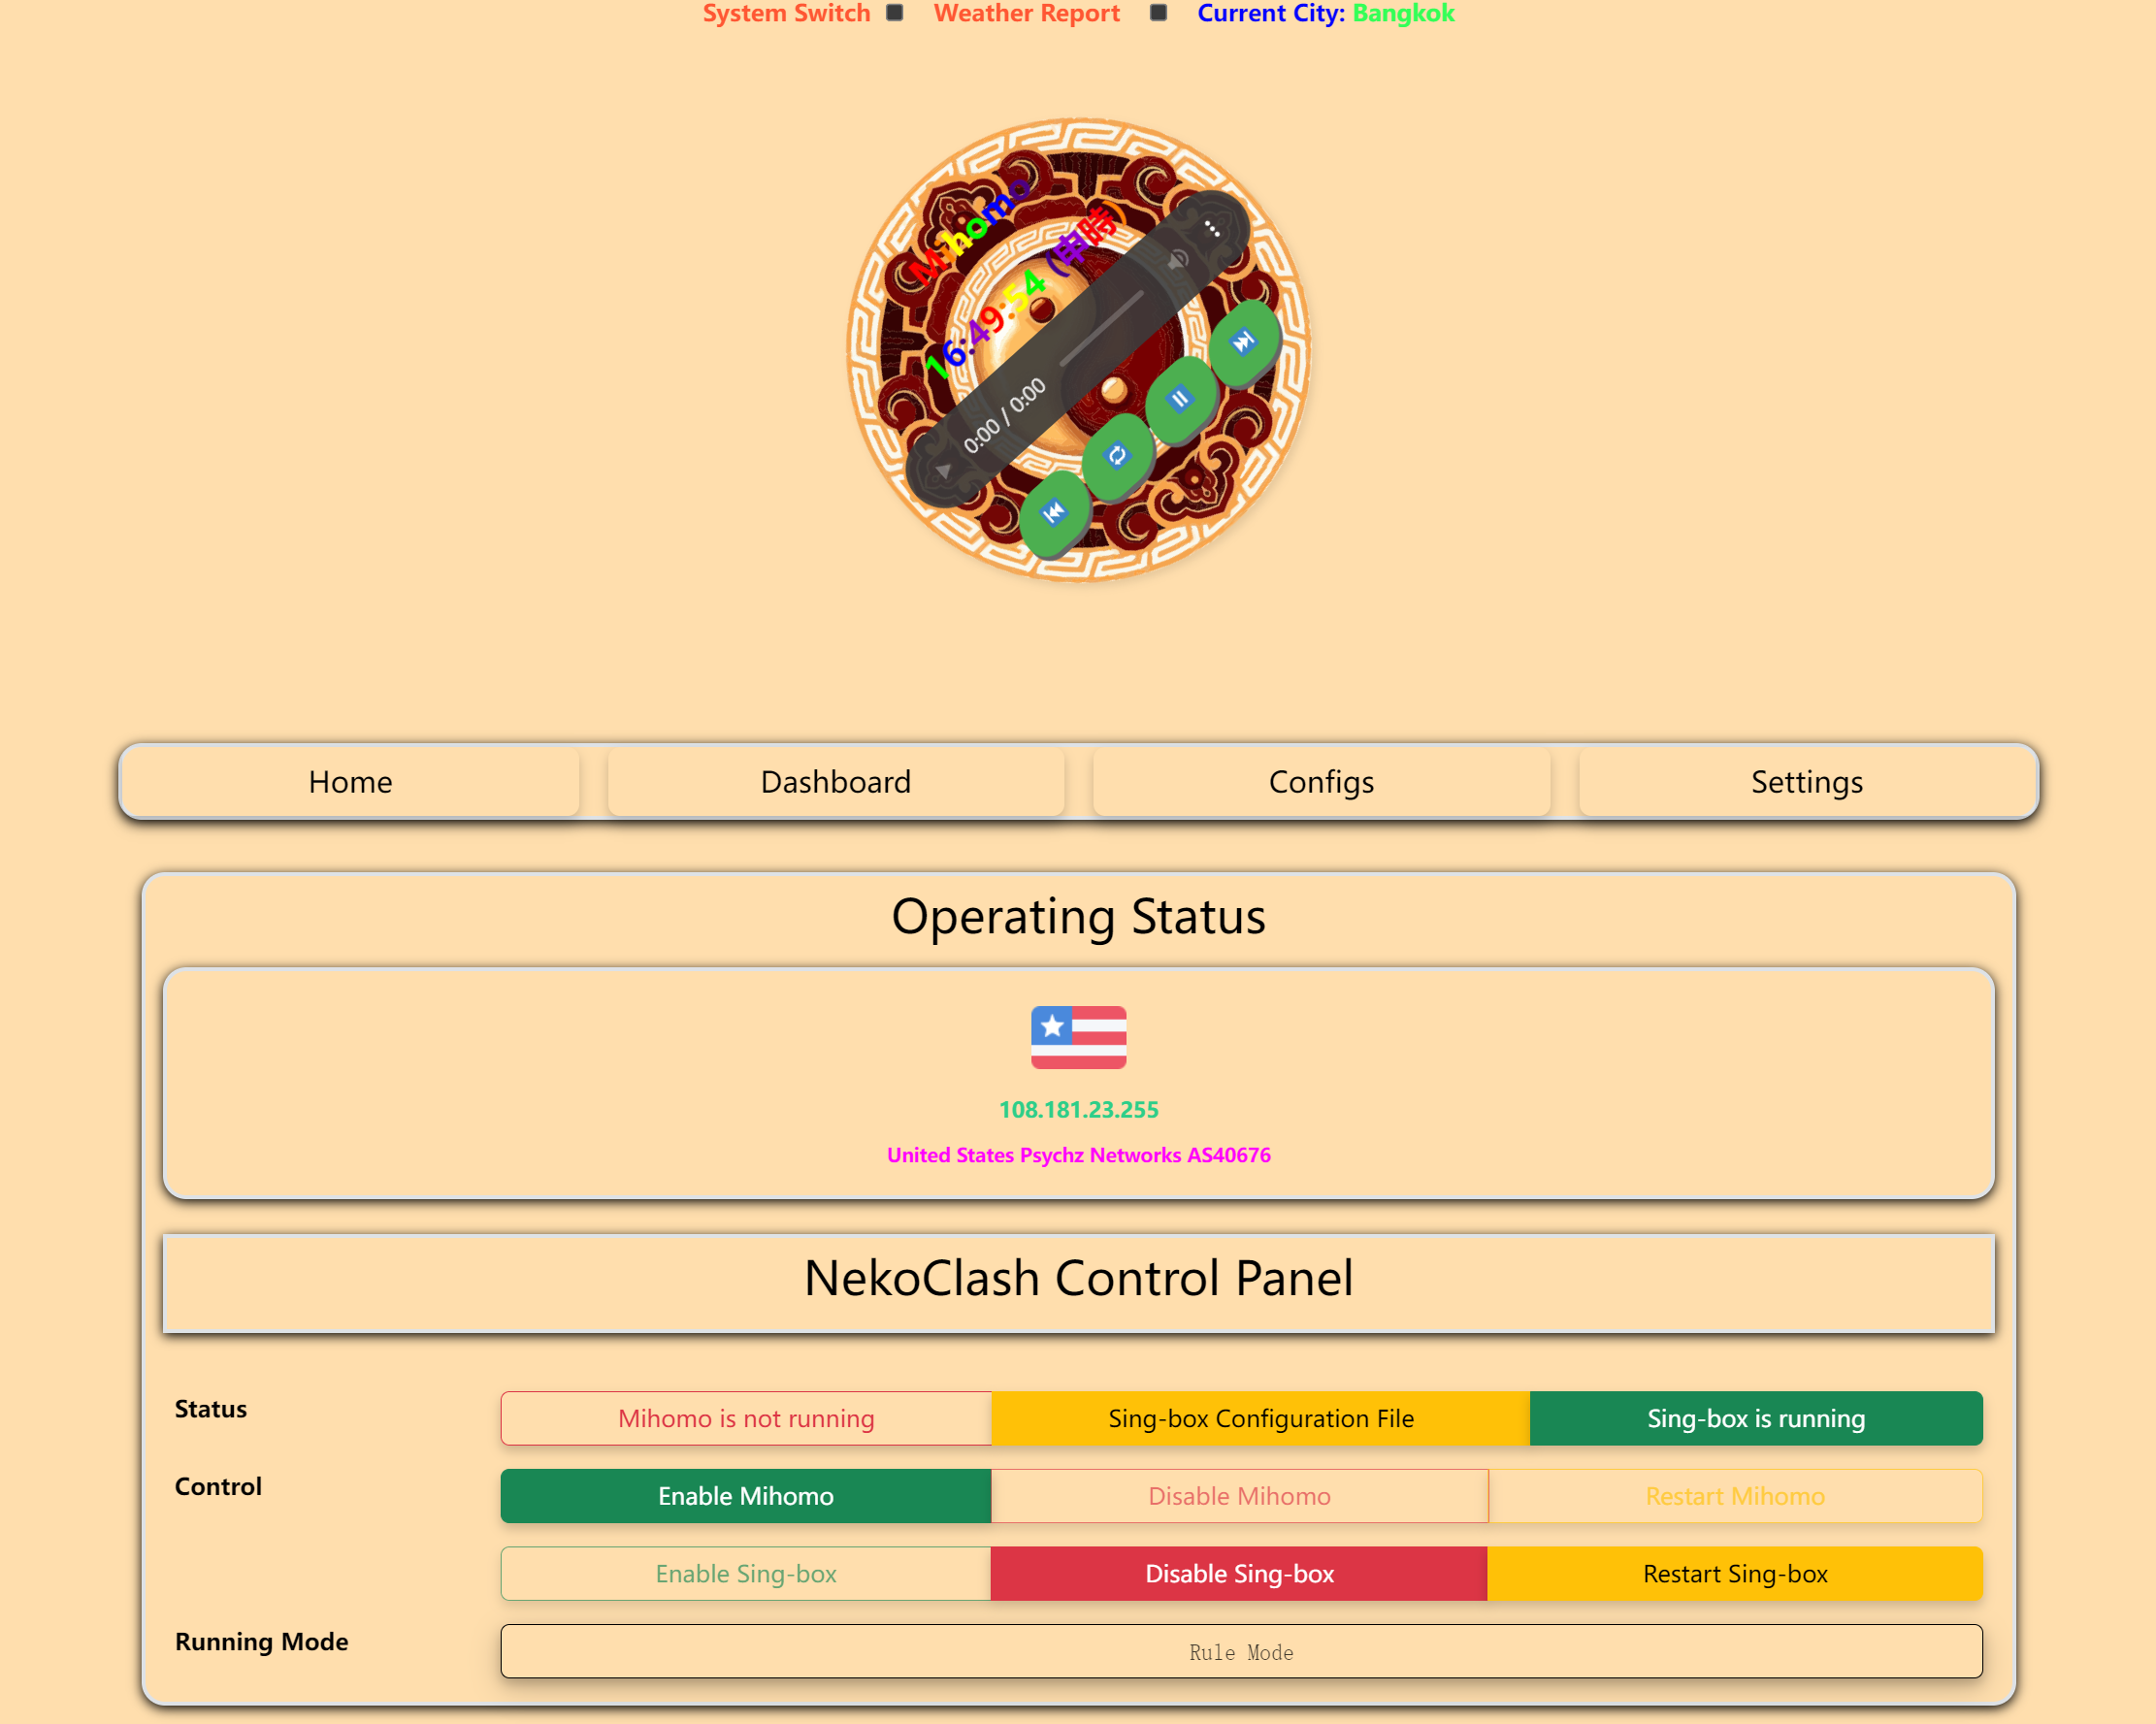 System Switch Weather Report Current City: Bangkok
Mihomo
16:49:54 (申時)
0:00 / 0:00
Home Dashboard Configs Settings
Operating Status
108.181.23.255
United States Psychz Networks AS40676
NekoClash Control Panel
Status Mihomo is not running Sing-box Configuration File Sing-box is running
Control Enable Mihomo Disable Mihomo Restart Mihomo
Enable Sing-box Disable Sing-box Restart Sing-box
Running Mode Rule Mode